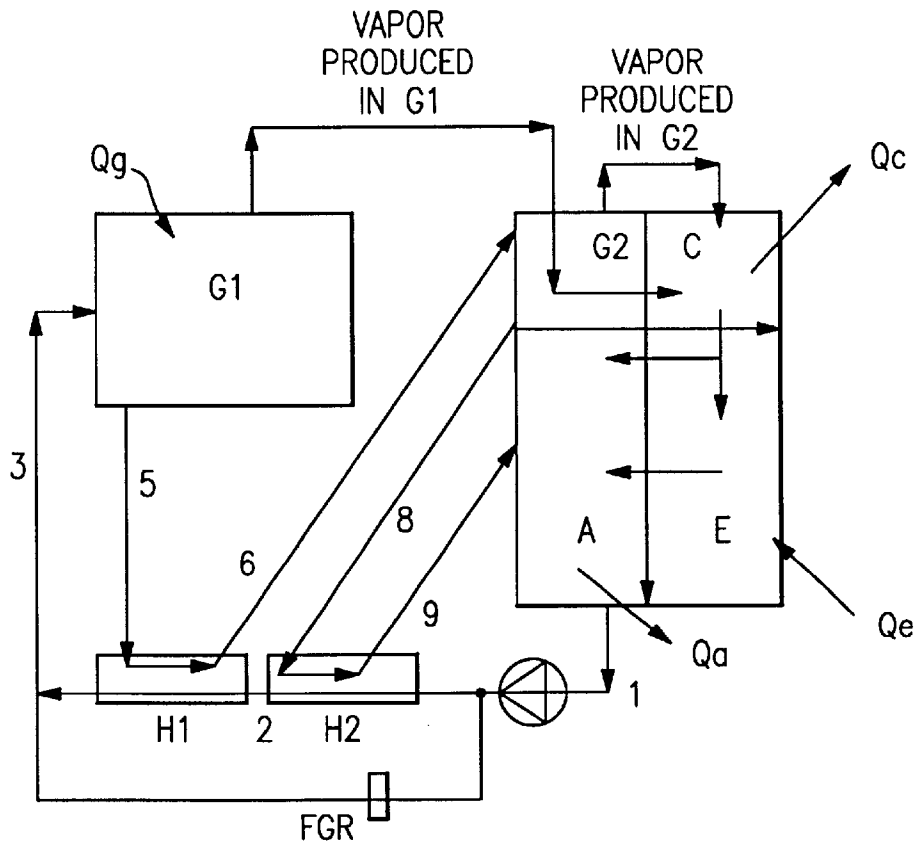 VAPOR
PRODUCED
IN G1
VAPOR
PRODUCED
IN G2
Qg
Qc
G1
G2
C
3
5
8
6
A
E
9
Qe
Qa
1
H1
2
H2
FGR